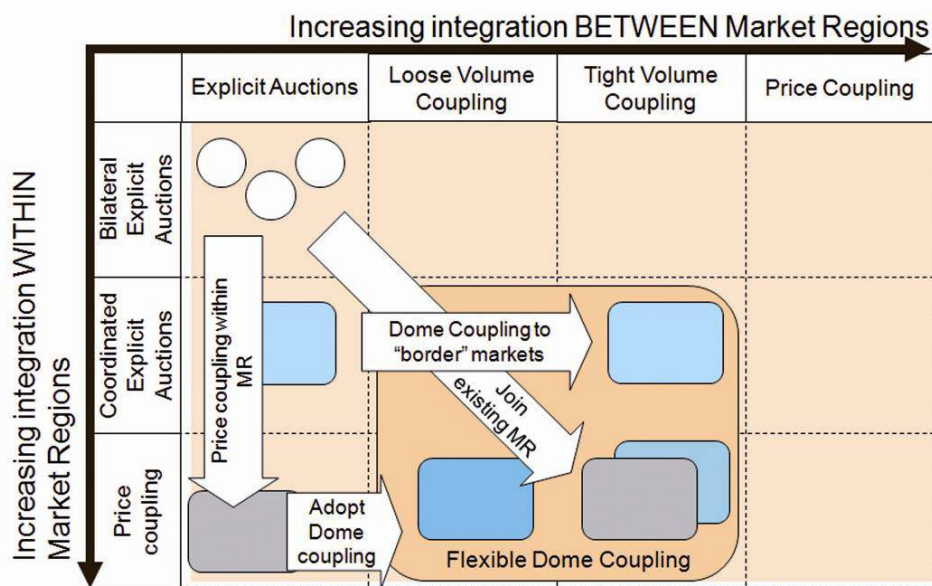 Increasing integration BETWEEN Market Regions
Explicit Auctions
Loose Volume
Coupling
Tight Volume
Coupling
Price Coupling
Increasing integration WITHIN
Market Regions
Bilateral
Explicit
Auctions
Coordinated
Explicit
Auctions
Price
coupling
Price coupling within
MR
Dome Coupling to
“border” markets
Join
existing MR
Adopt
Dome
coupling
Flexible Dome Coupling